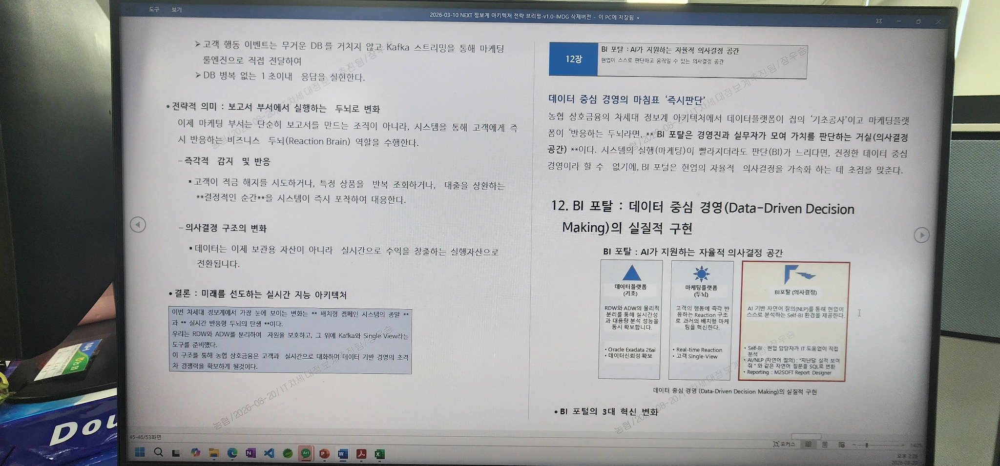 도구 보기
2026-03-10 NEXT 정보계 아키텍처 전략 브리핑-v1.0-IMDG 삭제버전 - 이 PC에 저장됨
➢ 고객 행동 이벤트는 무거운 DB를 거치지 않고 Kafka 스트리밍을 통해 마케팅
룰엔진으로 직접 전달하여
➢ DB 병목 없는 1초이내 응답을 실현한다.
• 전략적 의미 : 보고서 부서에서 실행하는 두뇌로 변화
이제 마케팅 부서는 단순히 보고서를 만드는 조직이 아니라, 시스템을 통해 고객에게 즉
시 반응하는 비즈니스 두뇌(Reaction Brain) 역할을 수행한다.
– 즉각적 감지 및 반응
▪ 고객이 적금 해지를 시도하거나, 특정 상품을 반복 조회하거나, 대출을 상환하는
**결정적인 순간**을 시스템이 즉시 포착하여 대응한다.
– 의사결정 구조의 변화
▪ 데이터는 이제 보관용 자산이 아니라 실시간으로 수익을 창출하는 실행자산으로
전환됩니다.
• 결론 : 미래를 선도하는 실시간 지능 아키텍처
이번 차세대 정보계에서 가장 눈에 보이는 변화는 ** 배치형 켐페인 시스템의 종말 **
과 ** 실시간 반응형 두뇌의 탄생 **이다.
우리는 RDW와 ADW를 분리하여 자원을 보호하고, 그 위에 Kafka와 Single View라는
도구를 준비했다.
이 구조를 통해 농협 상호금융은 고객과 실시간으로 대화하며 데이터 기반 경영의 초격
차 경쟁력을 확보하게 될것이다.
12장
BI 포탈 : AI가 지원하는 자율적 의사결정 공간
현업이 스스로 판단하고 움직일 수 있는 의사결정 공간
데이터 중심 경영의 마침표 ‘즉시판단’
농협 상호금융의 차세대 정보계 아키텍처에서 데이터플랫폼이 집의 ‘기초공사’이고 마케팅플랫
폼이 ‘반응하는 두뇌라면, ** BI 포탈은 경영진과 실무자가 모여 가치를 판단하는 거실(의사결정
공간) **이다. 시스템의 실행(마케팅)이 빨라지더라도 판단(BI)가 느리다면, 진정한 데이터 중심
경영이라 할 수 없기에, BI 포털은 현업의 자율적 의사결정을 가속화 하는 데 초점을 맞춘다.
12. BI 포탈 : 데이터 중심 경영(Data-Driven Decision
Making)의 실질적 구현
BI 포탈 : AI가 지원하는 자율적 의사결정 공간
데이터플랫폼
(기초)
RDW와 ADW의 물리적
분리를 통해 실시간성
과 대용량 분석 성능을
동시 확보합니다.
• Oracle Exadata 26ai
• 데이터신뢰성 확보
마케팅플랫폼
(두뇌)
고객의 행동에 즉각 반
응하는 Reaction 구조
로 과거의 배치형 마케
팅을 혁신한다.
• Real-time Reaction
• 고객 Single-View
BI포탈 (의사결정)
AI 기반 자연어 질의(NLP)를 통해 현업이
스스로 분석하는 Self-BI 환경을 제공한다.
• Self-BI : 현업 담당자가 IT 도움없이 직접
분석
• AI/NLP (자연어 질의) : "지난달 실적 보여
줘 " 와 같은 자연어 질문을 SQL로 변환
• Reporting : M2SOFT Report Designer
데이터 중심 경영 (Data-Driven Decision Making)의 실질적 구현
• BI 포털의 3대 혁신 변화
농협/2026-08-20/IT차세대정보계추진팀/장우승
45-46/53화면
포커스
140%
오후 2:26
2026-08-20
Dou